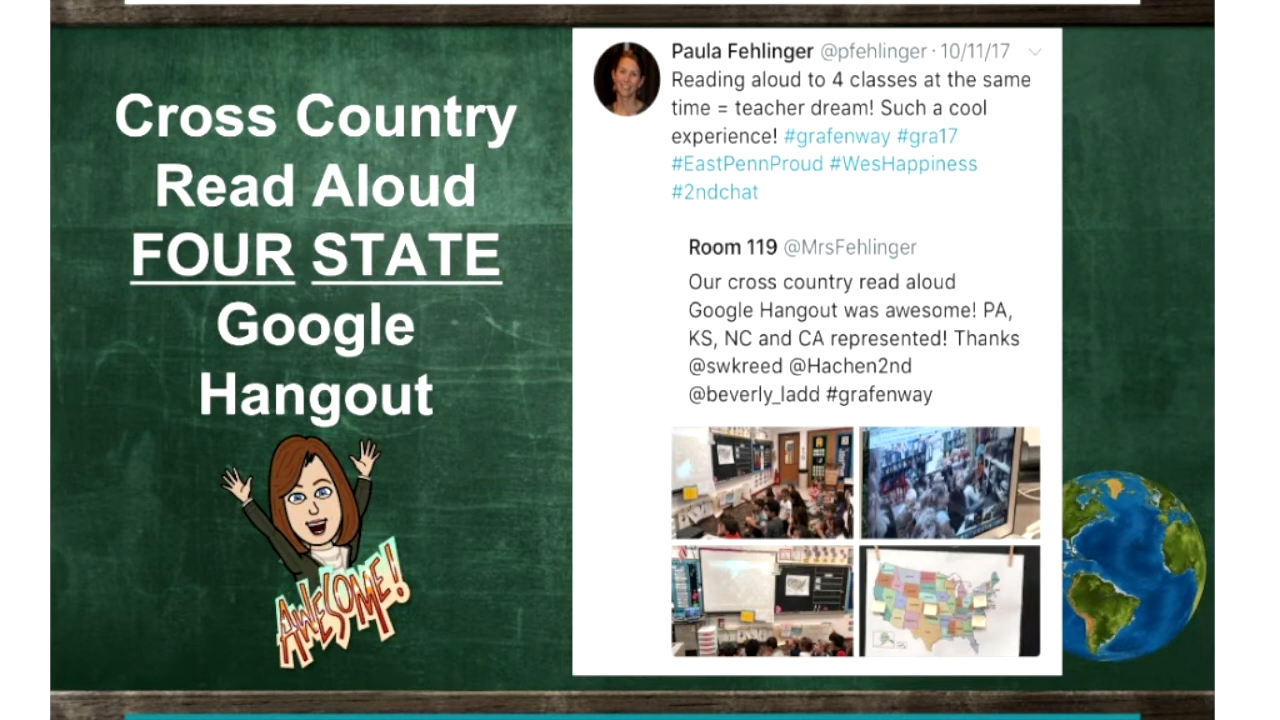 Cross Country
Read Aloud
FOUR STATE
Google
Hangout
AWESOME!
Paula Fehlinger @pfehlinger · 10/11/17
Reading aloud to 4 classes at the same
time = teacher dream! Such a cool
experience! #grafenway #gra17
#EastPennProud #WesHappiness
#2ndchat
Room 119 @MrsFehlinger
Our cross country read aloud
Google Hangout was awesome! PA,
KS, NC and CA represented! Thanks
@swkreed @Hachen2nd
@beverly_ladd #grafenway